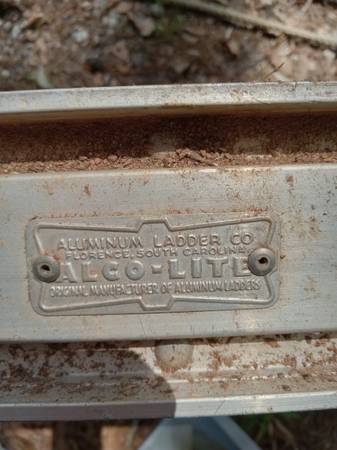 ALUMINUM LADDER CO
FLORENCE, SOUTH CAROLINA
ALCO-LITE
ORIGINAL MANUFACTURER OF ALUMINUM LADDERS